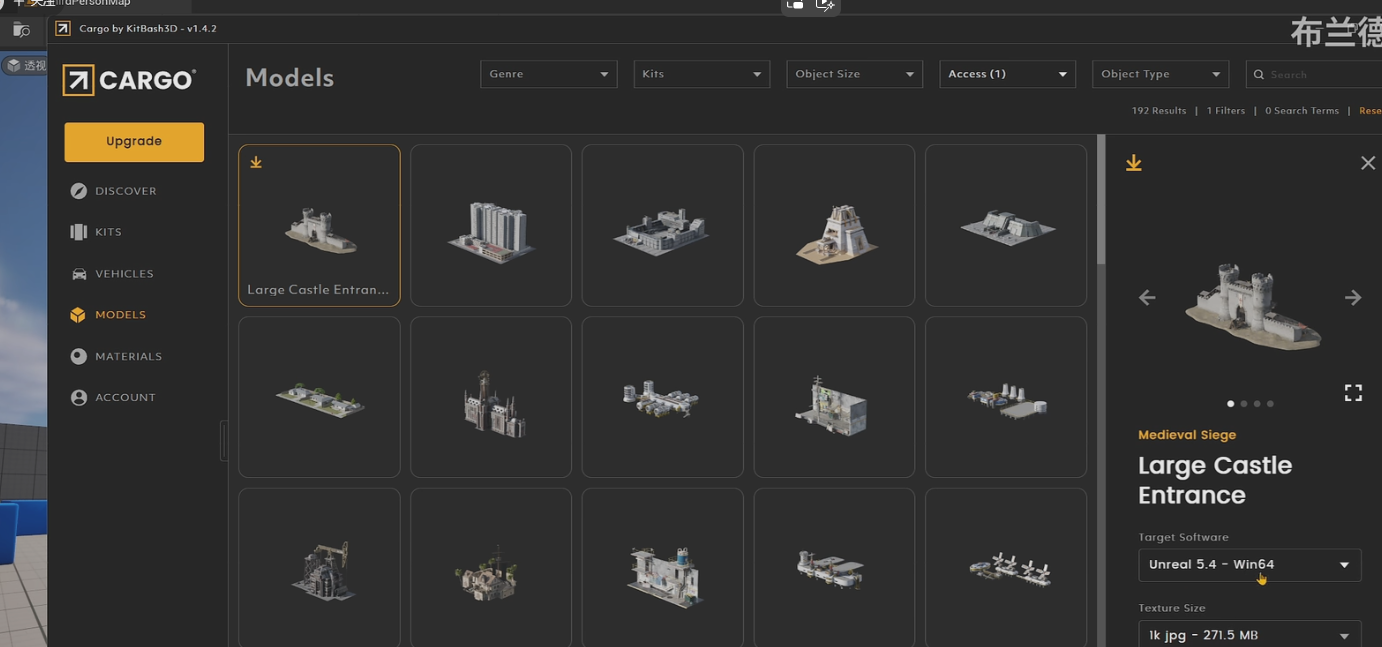 Cargo by KitBash3D - v1.4.2
布兰德
透视
CARGO
Models
Genre
Kits
Object Size
Access (1)
Object Type
Search
192 Results | 1 Filters | 0 Search Terms | Rese
Upgrade
DISCOVER
KITS
VEHICLES
MODELS
MATERIALS
ACCOUNT
Large Castle Entran...
Medieval Siege
Large Castle
Entrance
Target Software
Unreal 5.4 - Win64
Texture Size
1k jpg - 271.5 MB